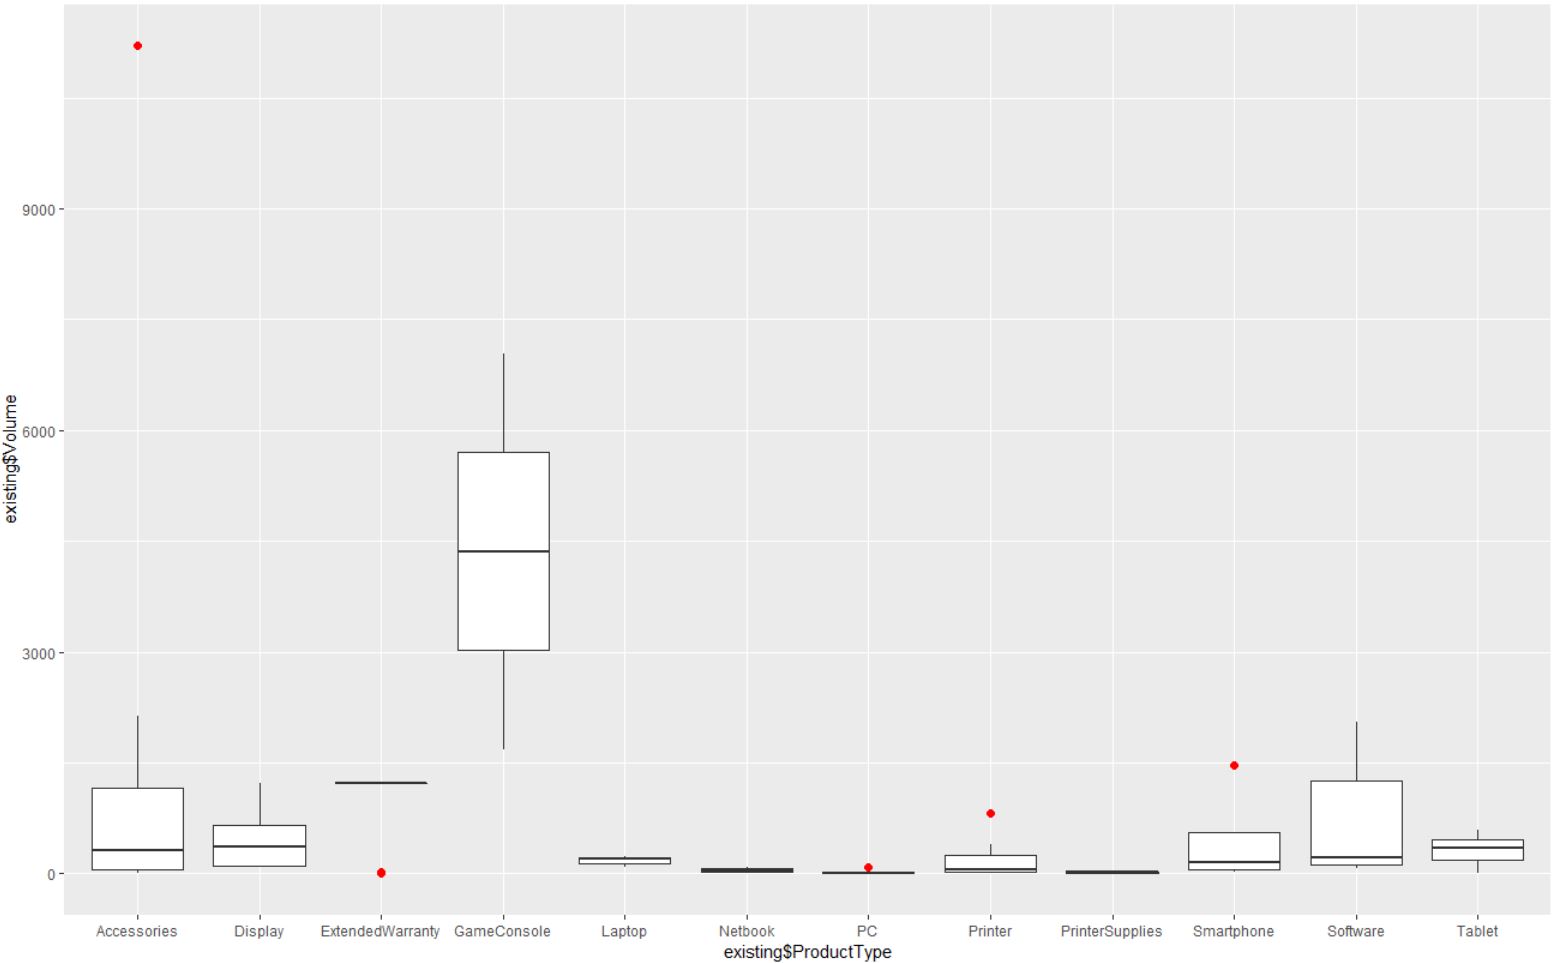 existing$Volume
9000
6000
3000
0
Accessories Display ExtendedWarranty GameConsole Laptop Netbook PC Printer PrinterSupplies Smartphone Software Tablet
existing$ProductType